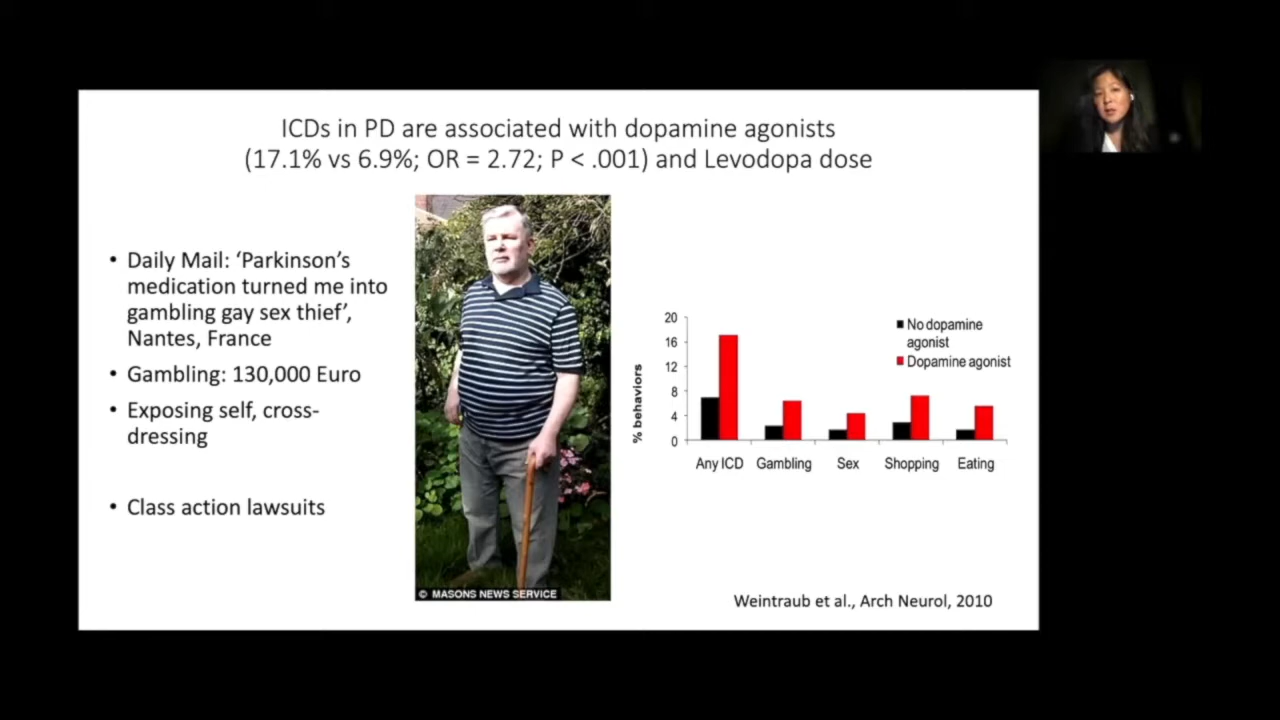 ICDs in PD are associated with dopamine agonists
(17.1% vs 6.9%; OR = 2.72; P < .001) and Levodopa dose
• Daily Mail: ‘Parkinson’s
medication turned me into
gambling gay sex thief’,
Nantes, France
• Gambling: 130,000 Euro
• Exposing self, cross-
dressing
• Class action lawsuits
© MASONS NEWS SERVICE
% behaviors
20
16
12
8
4
0
No dopamine
agonist
Dopamine agonist
Any ICD Gambling Sex Shopping Eating
Weintraub et al., Arch Neurol, 2010